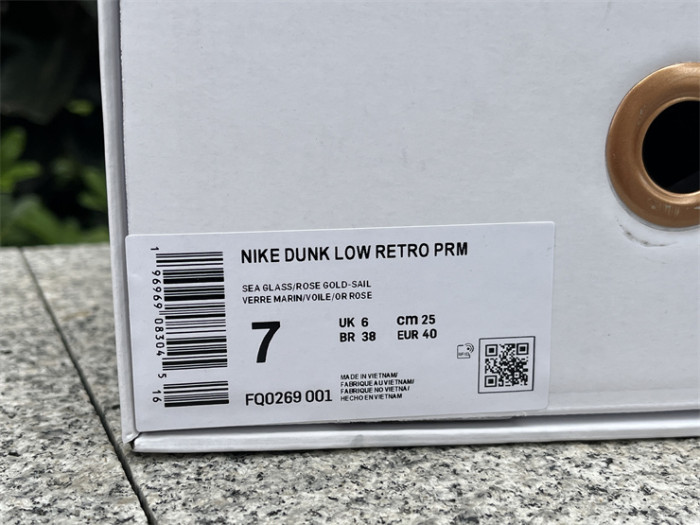 NIKE DUNK LOW RETRO PRM
SEA GLASS/ROSE GOLD-SAIL
VERRE MARIN/VOILE/OR ROSE
7
UK 6 cm 25
BR 38 EUR 40
MADE IN VIETNAM/
FABRIQUE AU VIETNAM/
FABRIQUE NO VIETNA/
HECHO EN VIETNAM
FQ0269 001
1 96969 08304 5 16